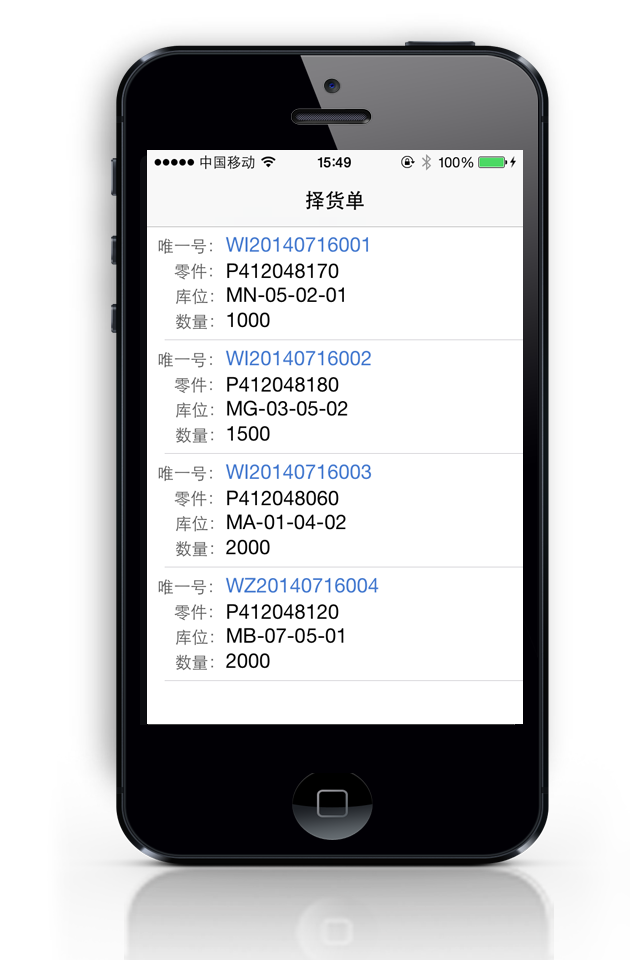 中国移动 15:49 100%
择货单
唯一号： WI20140716001
零件： P412048170
库位： MN-05-02-01
数量： 1000
唯一号： WI20140716002
零件： P412048180
库位： MG-03-05-02
数量： 1500
唯一号： WI20140716003
零件： P412048060
库位： MA-01-04-02
数量： 2000
唯一号： WZ20140716004
零件： P412048120
库位： MB-07-05-01
数量： 2000